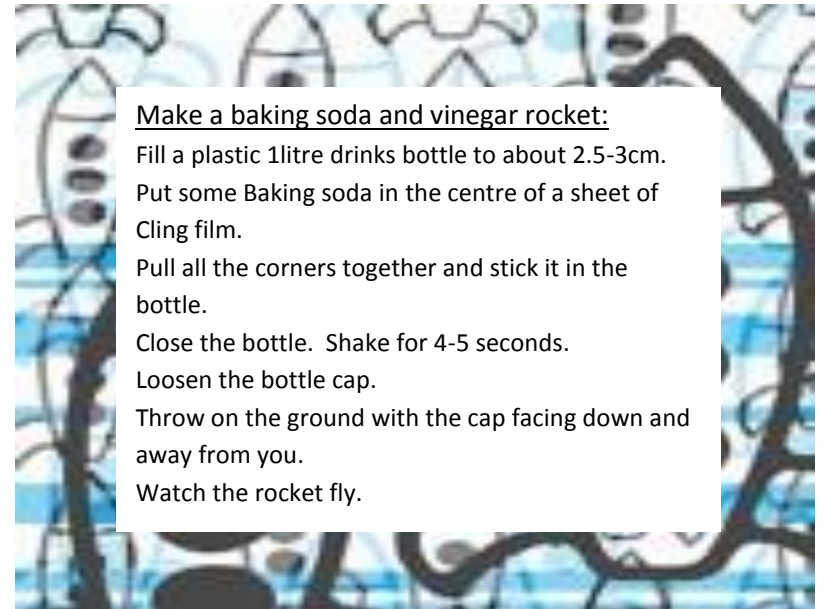 Make a baking soda and vinegar rocket:
Fill a plastic 1litre drinks bottle to about 2.5-3cm.
Put some Baking soda in the centre of a sheet of
Cling film.
Pull all the corners together and stick it in the
bottle.
Close the bottle.  Shake for 4-5 seconds.
Loosen the bottle cap.
Throw on the ground with the cap facing down and
away from you.
Watch the rocket fly.